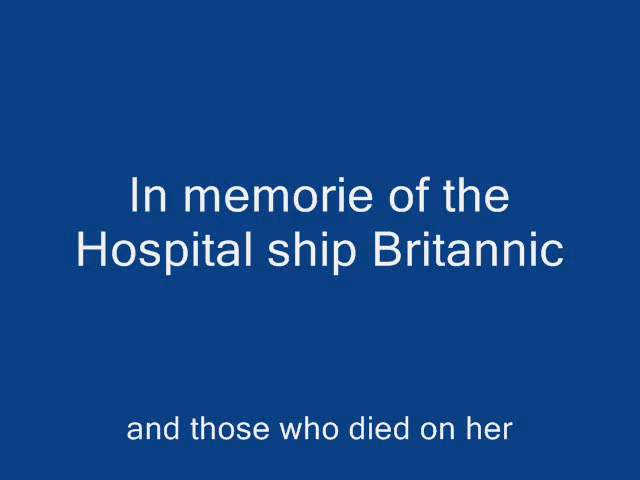 In memorie of the
Hospital ship Britannic
and those who died on her